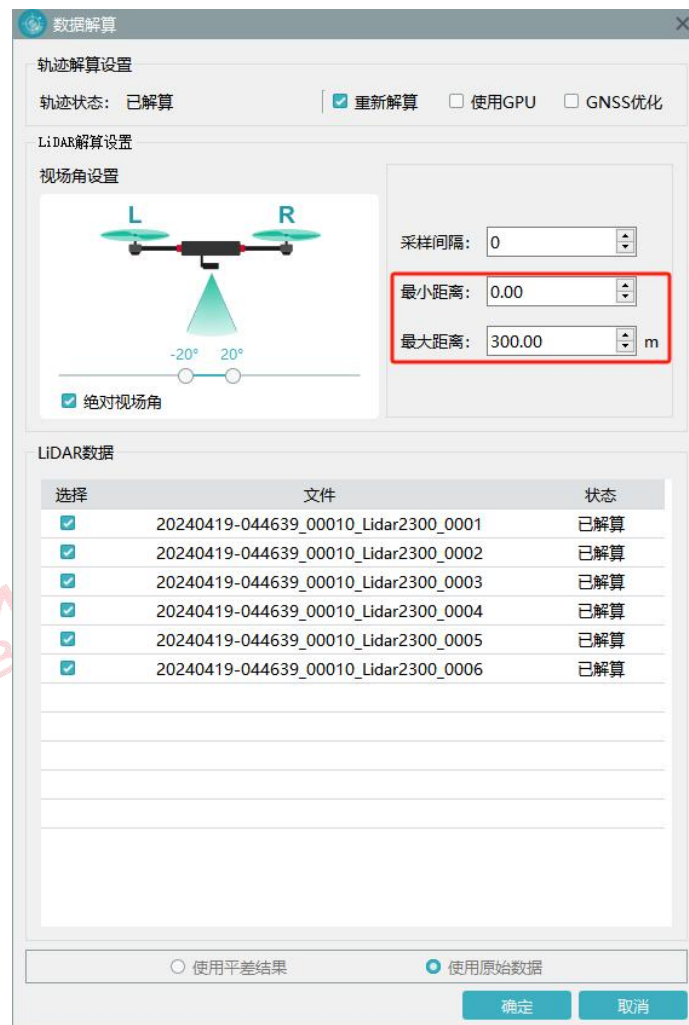 数据解算
轨迹解算设置
轨迹状态： 已解算 重新解算 使用GPU GNSS优化
LiDAR解算设置
视场角设置
L R
采样间隔： 0
最小距离： 0.00
最大距离： 300.00 m
-20° 20°
绝对视场角
LiDAR数据
选择 文件 状态
20240419-044639_00010_Lidar2300_0001 已解算
20240419-044639_00010_Lidar2300_0002 已解算
20240419-044639_00010_Lidar2300_0003 已解算
20240419-044639_00010_Lidar2300_0004 已解算
20240419-044639_00010_Lidar2300_0005 已解算
20240419-044639_00010_Lidar2300_0006 已解算
使用平差结果 使用原始数据
确定 取消